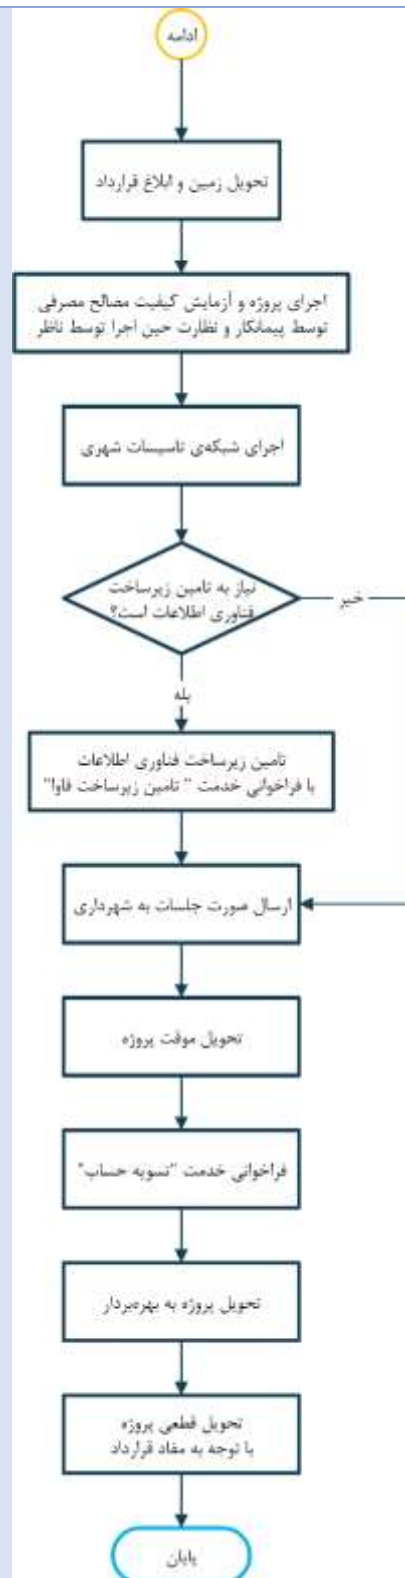 ادامه
تحویل زمین و ابلاغ قرارداد
اجرای پروژه و آزمایش کیفیت مصالح مصرفی
توسط پیمانکار و نظارت حین اجرا توسط ناظر
اجرای شبکه‌ی تاسیسات شهری
نیاز به تامین زیرساخت
فناوری اطلاعات است؟
خیر
بله
تامین زیرساخت فناوری اطلاعات
با فراخوانی خدمت "تامین زیرساخت فاوا"
ارسال صورت جلسات به شهرداری
تحویل موقت پروژه
فراخوانی خدمت "تسویه حساب"
تحویل پروژه به بهره‌بردار
تحویل قطعی پروژه
با توجه به مفاد قرارداد
پایان